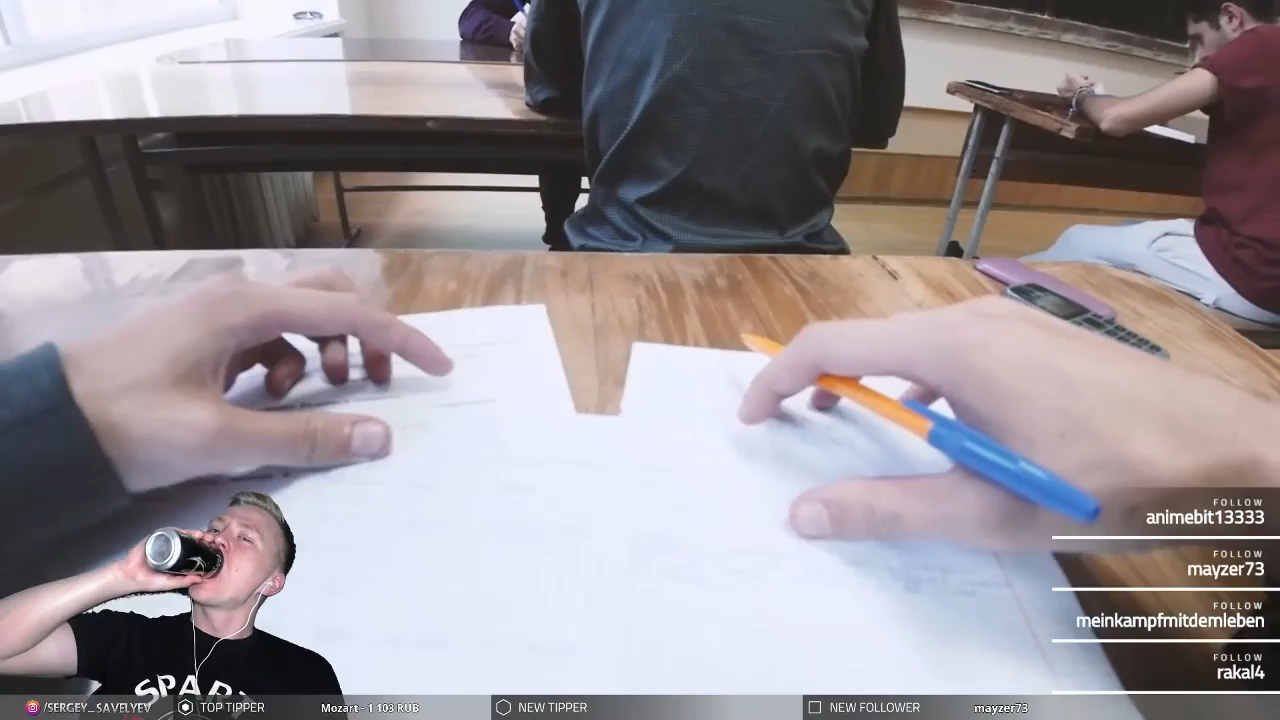 FOLLOW
animebit13333
FOLLOW
mayzer73
FOLLOW
meinkampfmitdemleben
FOLLOW
rakal4
SPART
/SERGEY_SAVELYEV
TOP TIPPER
Mozart - 1 103 RUB
NEW TIPPER
NEW FOLLOWER
mayzer73